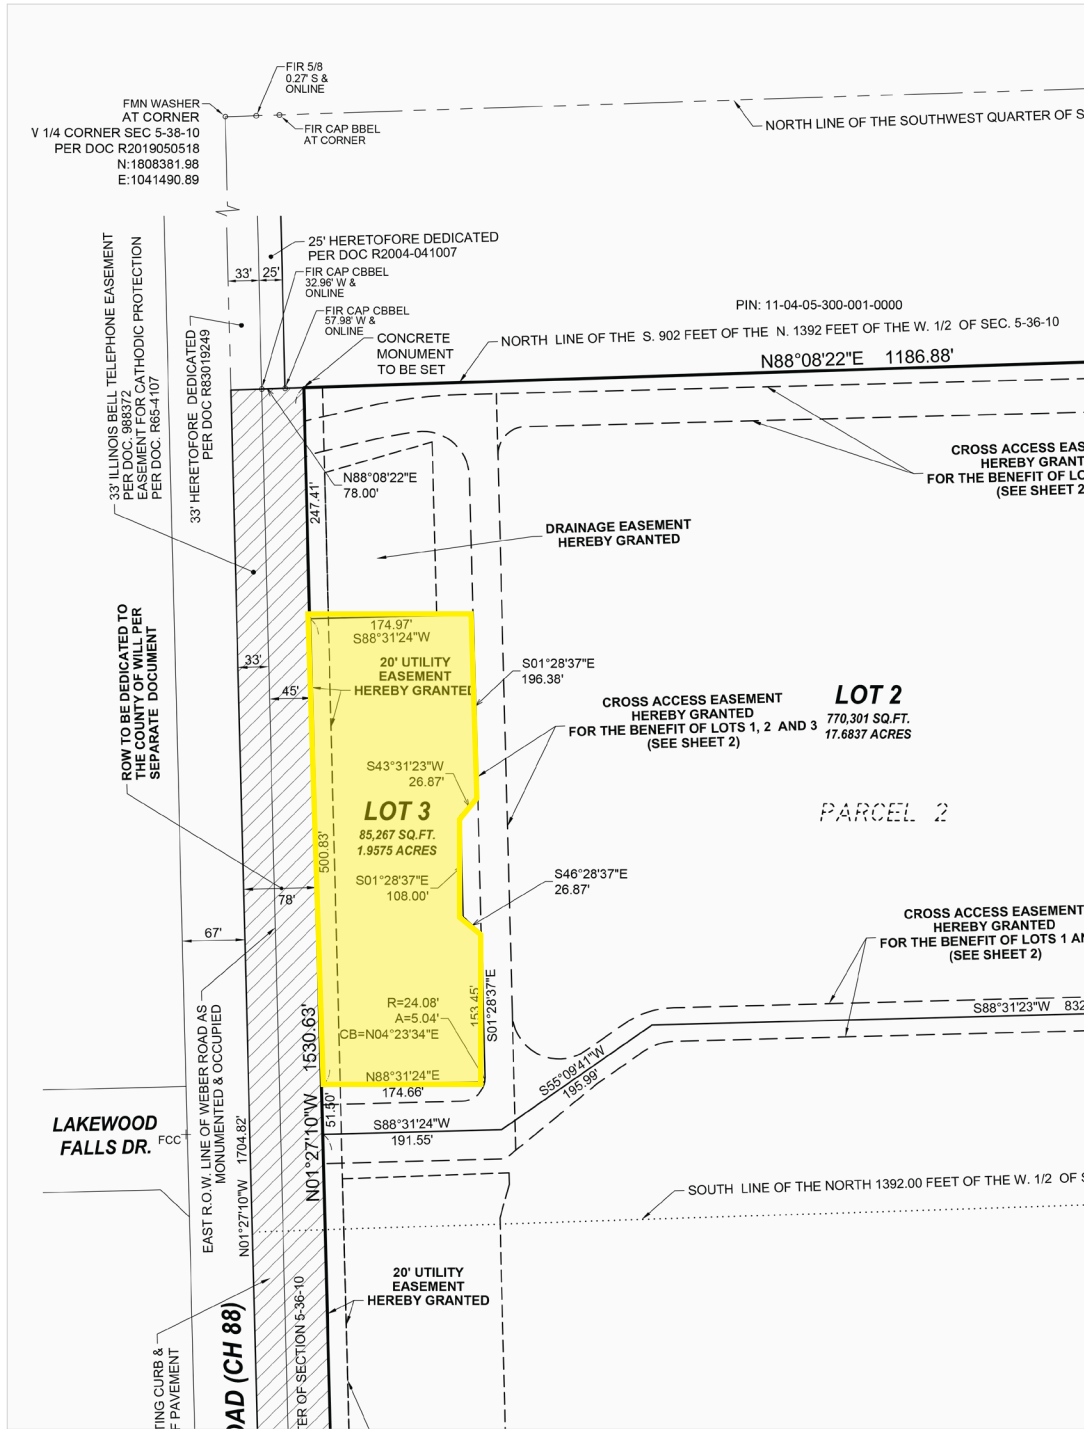 FIR 5/8
0.27' S &
ONLINE
FMN WASHER
AT CORNER
V 1/4 CORNER SEC 5-38-10
PER DOC R2019050518
N:1808381.98
E:1041490.89
FIR CAP BBEL
AT CORNER
NORTH LINE OF THE SOUTHWEST QUARTER OF S
25' HERETOFORE DEDICATED
PER DOC R2004-041007
33'
25'
FIR CAP CBBEL
32.96' W &
ONLINE
FIR CAP CBBEL
57.98' W &
ONLINE
CONCRETE
MONUMENT
TO BE SET
PIN: 11-04-05-300-001-0000
NORTH LINE OF THE S. 902 FEET OF THE N. 1392 FEET OF THE W. 1/2 OF SEC. 5-36-10
N88°08'22"E 1186.88'
33' ILLINOIS BELL TELEPHONE EASEMENT
PER DOC. 988372
EASEMENT FOR CATHODIC PROTECTION
PER DOC. R65-4107
33' HERETOFORE DEDICATED
PER DOC R83019249
CROSS ACCESS EAS
HEREBY GRANT
FOR THE BENEFIT OF LO
(SEE SHEET 2
N88°08'22"E
78.00'
247.41'
DRAINAGE EASEMENT
HEREBY GRANTED
ROW TO BE DEDICATED TO
THE COUNTY OF WILL PER
SEPARATE DOCUMENT
174.97'
S88°31'24"W
20' UTILITY
EASEMENT
HEREBY GRANTED
33'
45'
S01°28'37"E
196.38'
CROSS ACCESS EASEMENT
HEREBY GRANTED
FOR THE BENEFIT OF LOTS 1, 2 AND 3
(SEE SHEET 2)
LOT 2
770,301 SQ.FT.
17.6837 ACRES
S43°31'23"W
26.87'
LOT 3
85,267 SQ.FT.
1.9575 ACRES
PARCEL 2
500.83'
S01°28'37"E
108.00'
S46°28'37"E
26.87'
78'
67'
CROSS ACCESS EASEMENT
HEREBY GRANTED
FOR THE BENEFIT OF LOTS 1 AN
(SEE SHEET 2)
R=24.08'
A=5.04'
CB=N04°23'34"E
153.45'
S01°28'37"E
S88°31'23"W 832
N88°31'24"E
174.66'
S55°09'41"W
195.99'
51.50'
S88°31'24"W
191.55'
N01°27'10"W 1530.63'
LAKEWOOD
FALLS DR.
FCC
EAST R.O.W. LINE OF WEBER ROAD AS
MONUMENTED & OCCUPIED
N01°27'10"W 1704.82'
SOUTH LINE OF THE NORTH 1392.00 FEET OF THE W. 1/2 OF S
20' UTILITY
EASEMENT
HEREBY GRANTED
TING CURB &
F PAVEMENT
OAD (CH 88)
TER OF SECTION 5-36-10